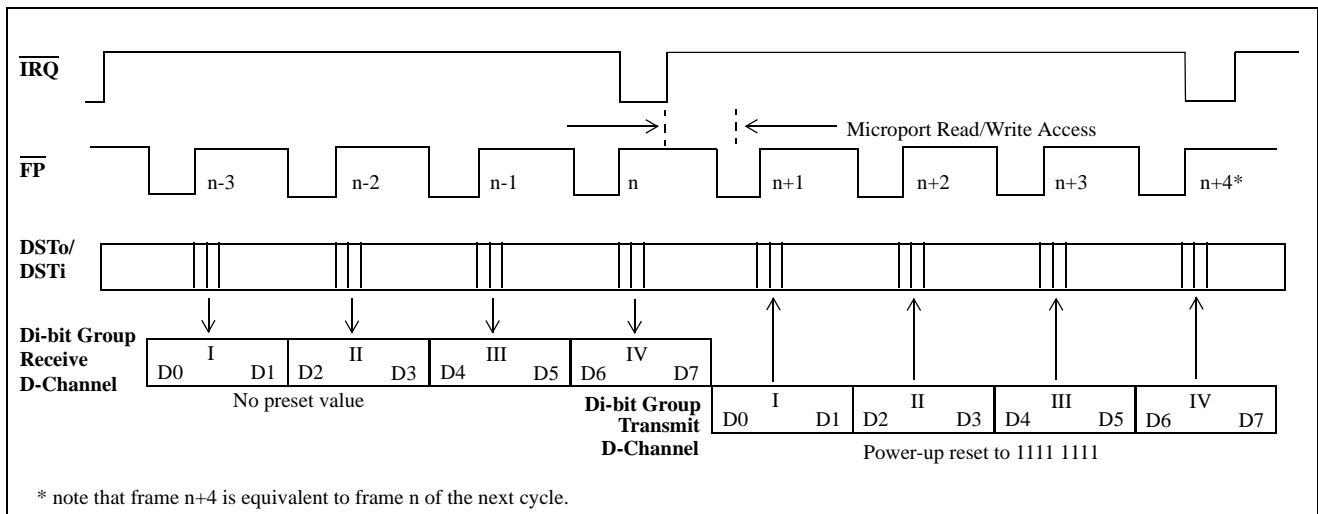 IRQ
Microport Read/Write Access
FP
n-3 n-2 n-1 n n+1 n+2 n+3 n+4*
DSTo/
DSTi
Di-bit Group
Receive
D-Channel
I II III IV
D0 D1 D2 D3 D4 D5 D6 D7
No preset value
Di-bit Group
Transmit
D-Channel
I II III IV
D0 D1 D2 D3 D4 D5 D6 D7
Power-up reset to 1111 1111
* note that frame n+4 is equivalent to frame n of the next cycle.